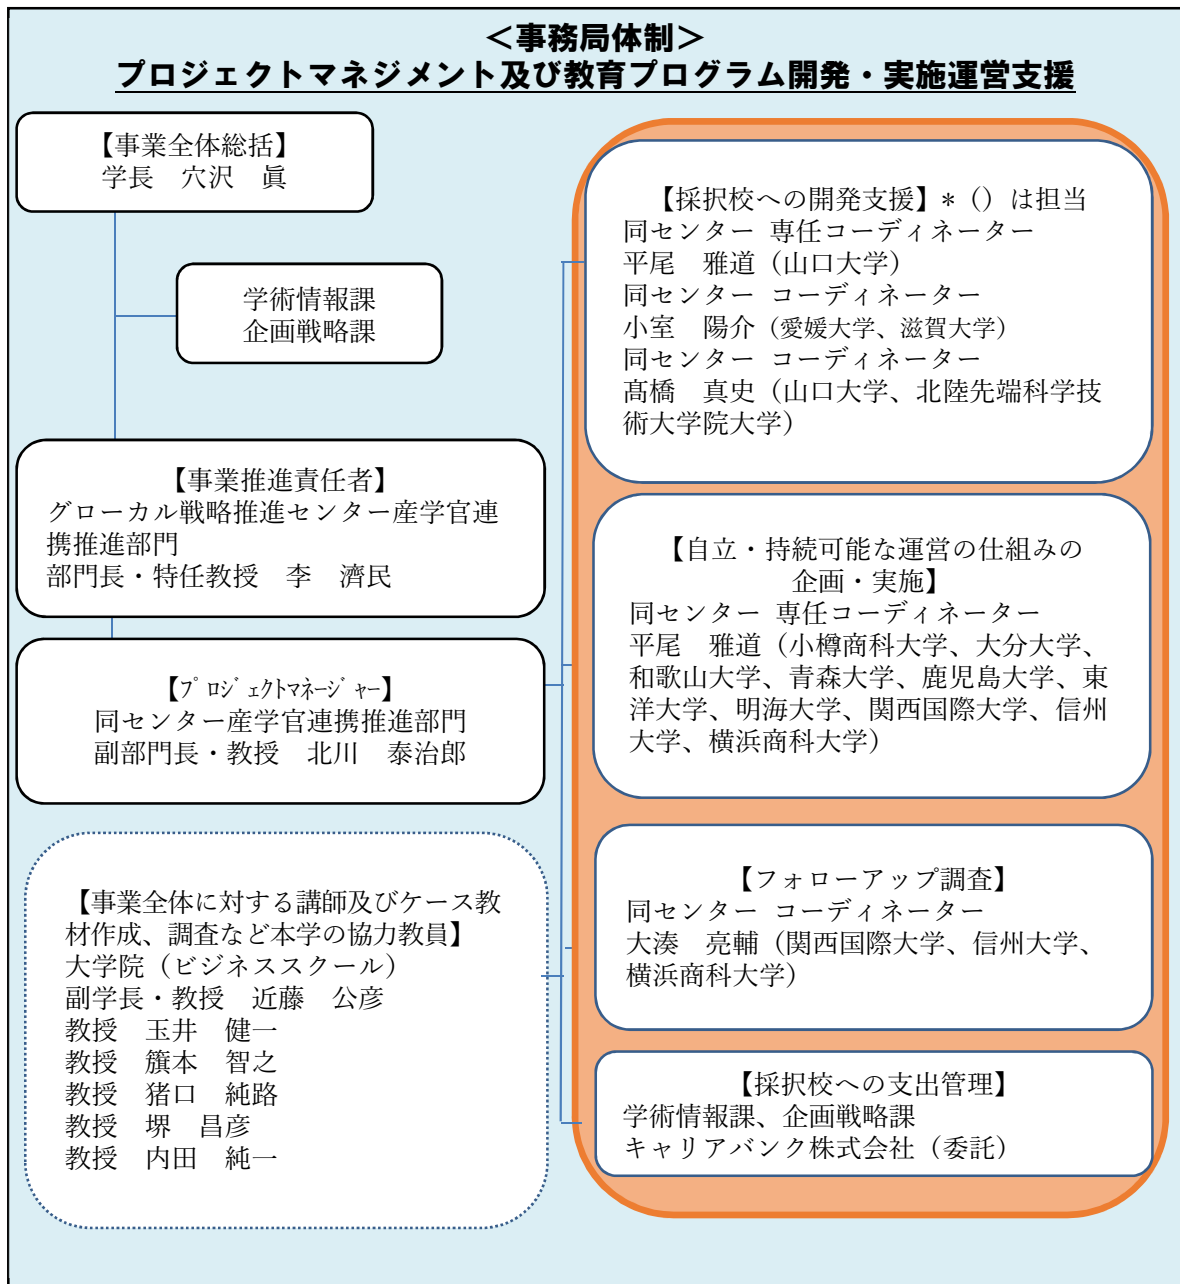 ＜事務局体制＞
プロジェクトマネジメント及び教育プログラム開発・実施運営支援
【事業全体総括】
学長　穴沢　眞
学術情報課
企画戦略課
【事業推進責任者】
グローカル戦略推進センター産学官連
携推進部門
部門長・特任教授　李　濟民
【ﾌﾟﾛｼﾞｪｸﾄﾏﾈｰｼﾞｬｰ】
同センター産学官連携推進部門
副部門長・教授　北川　泰治郎
【事業全体に対する講師及びケース教
材作成、調査など本学の協力教員】
大学院（ビジネススクール）
副学長・教授　近藤　公彦
教授　玉井　健一
教授　籏本　智之
教授　猪口　純路
教授　堺　昌彦
教授　内田　純一
【採択校への開発支援】＊（）は担当
同センター 専任コーディネーター
平尾　雅道（山口大学）
同センター コーディネーター
小室　陽介（愛媛大学、滋賀大学）
同センター コーディネーター
髙橋　真史（山口大学、北陸先端科学技
術大学院大学）
【自立・持続可能な運営の仕組みの
企画・実施】
同センター 専任コーディネーター
平尾　雅道（小樽商科大学、大分大学、
和歌山大学、青森大学、鹿児島大学、東
洋大学、明海大学、関西国際大学、信州
大学、横浜商科大学）
【フォローアップ調査】
同センター コーディネーター
大湊　亮輔（関西国際大学、信州大学、
横浜商科大学）
【採択校への支出管理】
学術情報課、企画戦略課
キャリアバンク株式会社（委託）